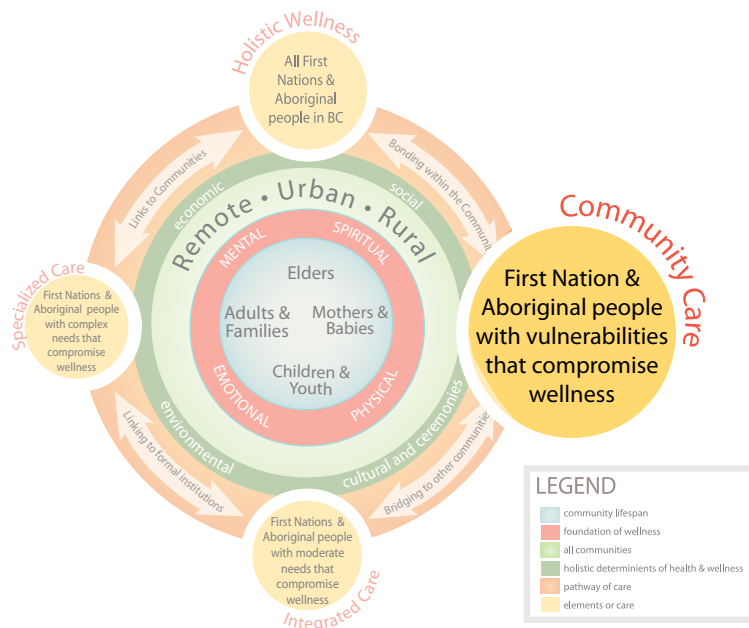 Holistic Wellness
All First
Nations &
Aboriginal
people in BC
Links to Communities
Bonding within the Communit
economic
social
Remote • Urban • Rural
Community Care
MENTAL
SPIRITUAL
Elders
Adults &
Families
Mothers &
Babies
Children &
Youth
EMOTIONAL
PHYSICAL
First Nation &
Aboriginal people
with vulnerabilities
that compromise
wellness
Specialized Care
First Nations &
Aboriginal people
with complex
needs that
compromise
wellness
environmental
cultural and ceremonies
Linking to formal institutions
Bridging to other communities
First Nations &
Aboriginal people
with moderate
needs that
compromise
wellness
Integrated Care
LEGEND
community lifespan
foundation of wellness
all communities
holistic determinients of health & wellness
pathway of care
elements or care